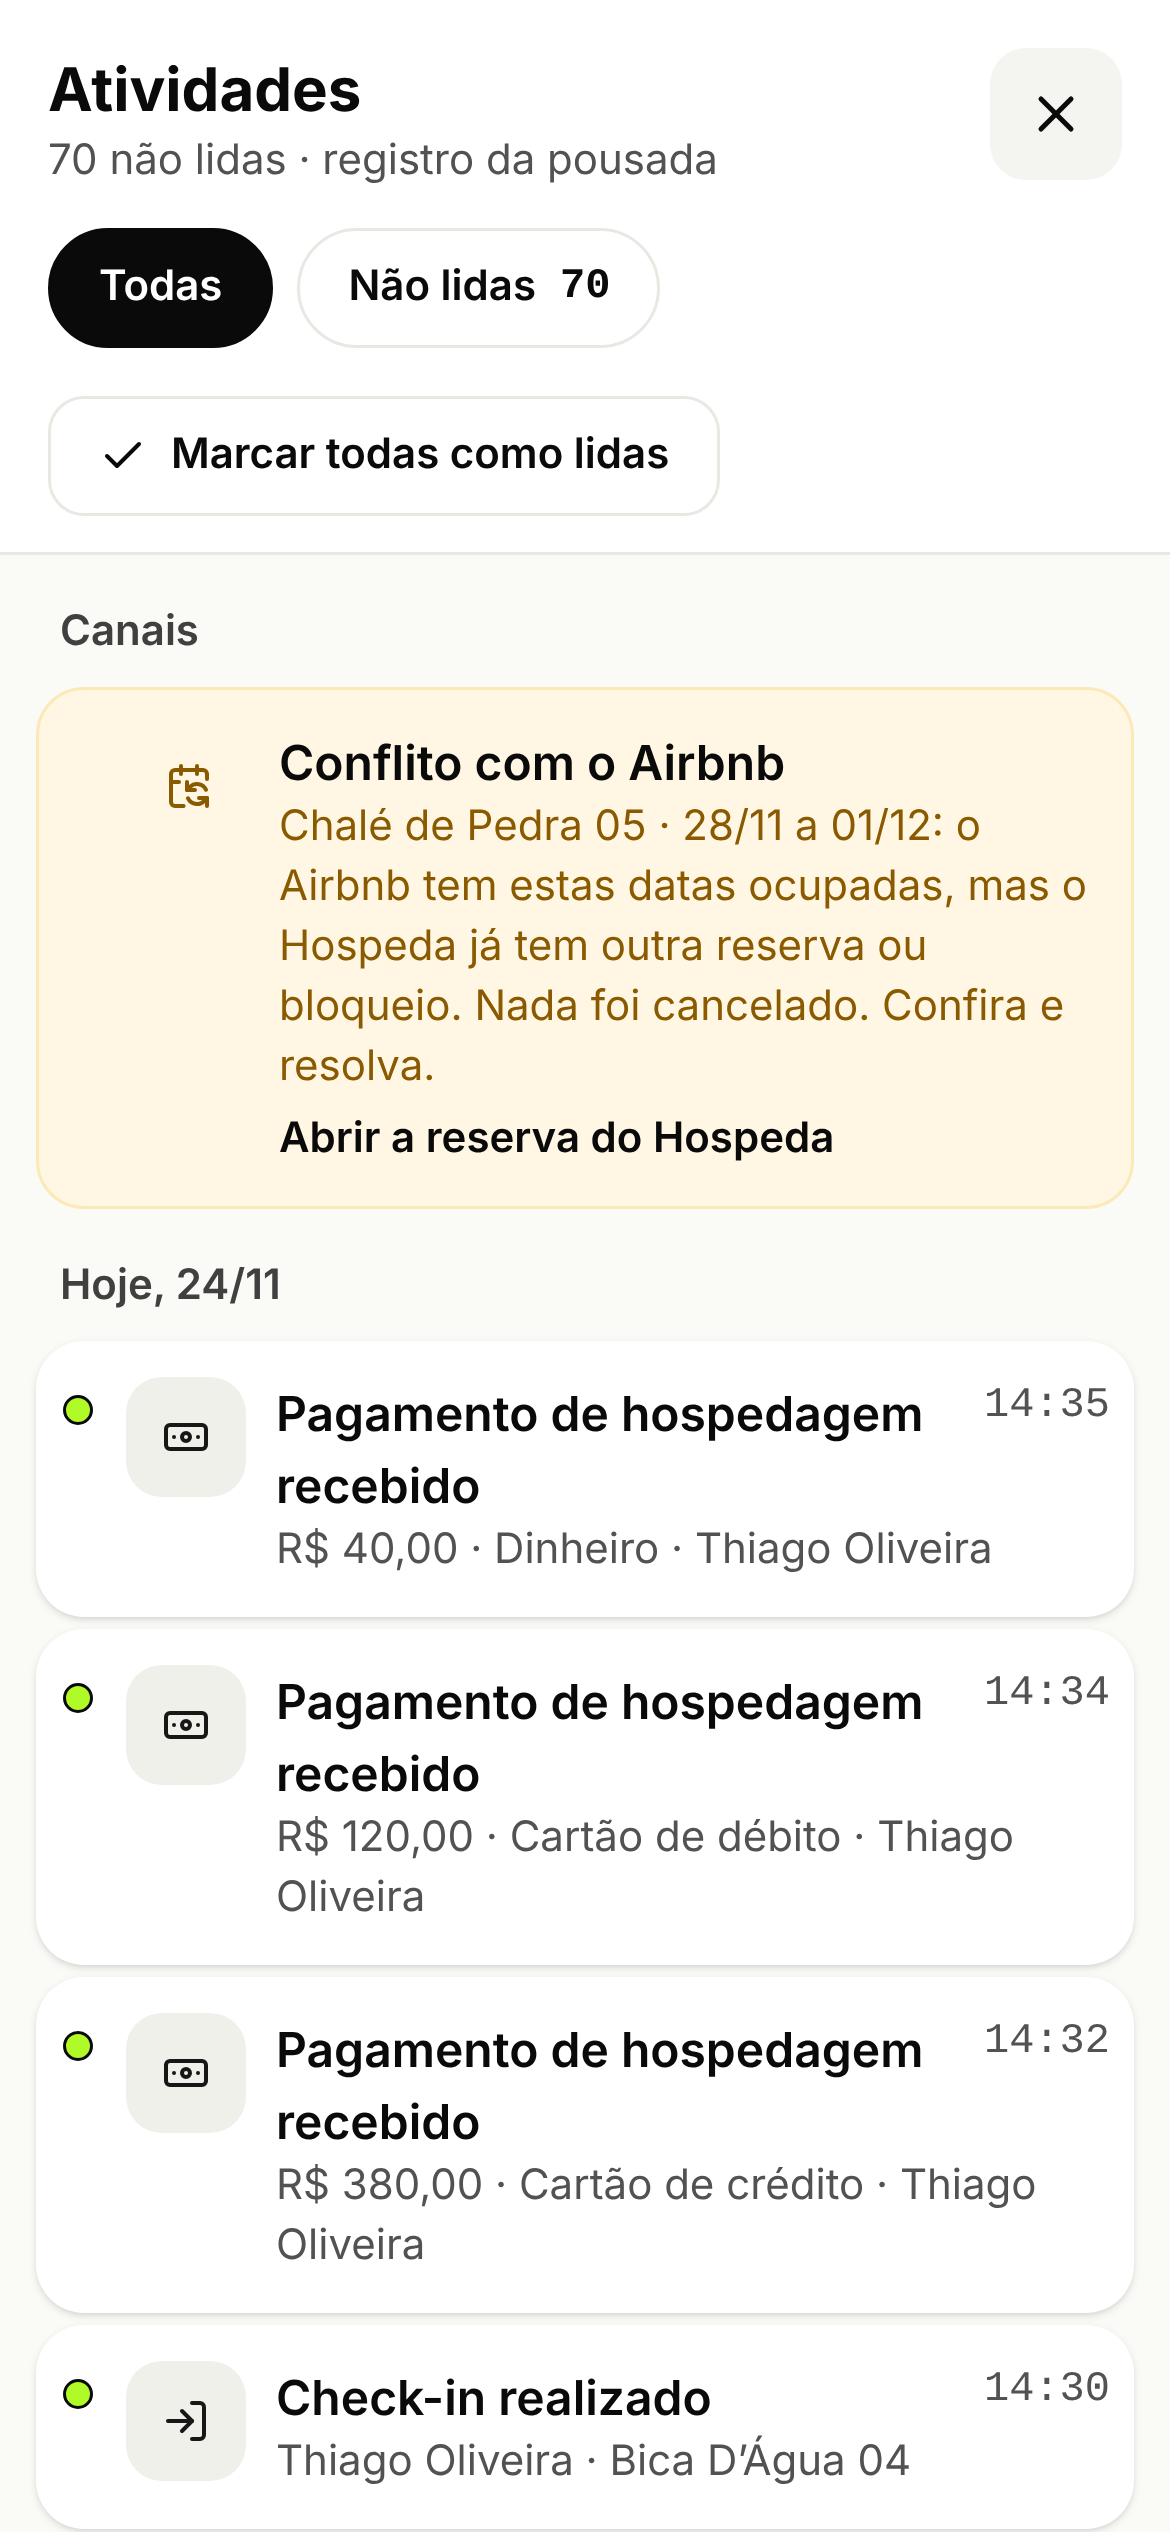 Atividades
70 não lidas · registro da pousada
Todas
Não lidas 70
Marcar todas como lidas
Canais
Conflito com o Airbnb
Chalé de Pedra 05 · 28/11 a 01/12: o
Airbnb tem estas datas ocupadas, mas o
Hospeda já tem outra reserva ou
bloqueio. Nada foi cancelado. Confira e
resolva.
Abrir a reserva do Hospeda
Hoje, 24/11
Pagamento de hospedagem 14:35
recebido
R$ 40,00 · Dinheiro · Thiago Oliveira
Pagamento de hospedagem 14:34
recebido
R$ 120,00 · Cartão de débito · Thiago
Oliveira
Pagamento de hospedagem 14:32
recebido
R$ 380,00 · Cartão de crédito · Thiago
Oliveira
Check-in realizado 14:30
Thiago Oliveira · Bica D’Água 04